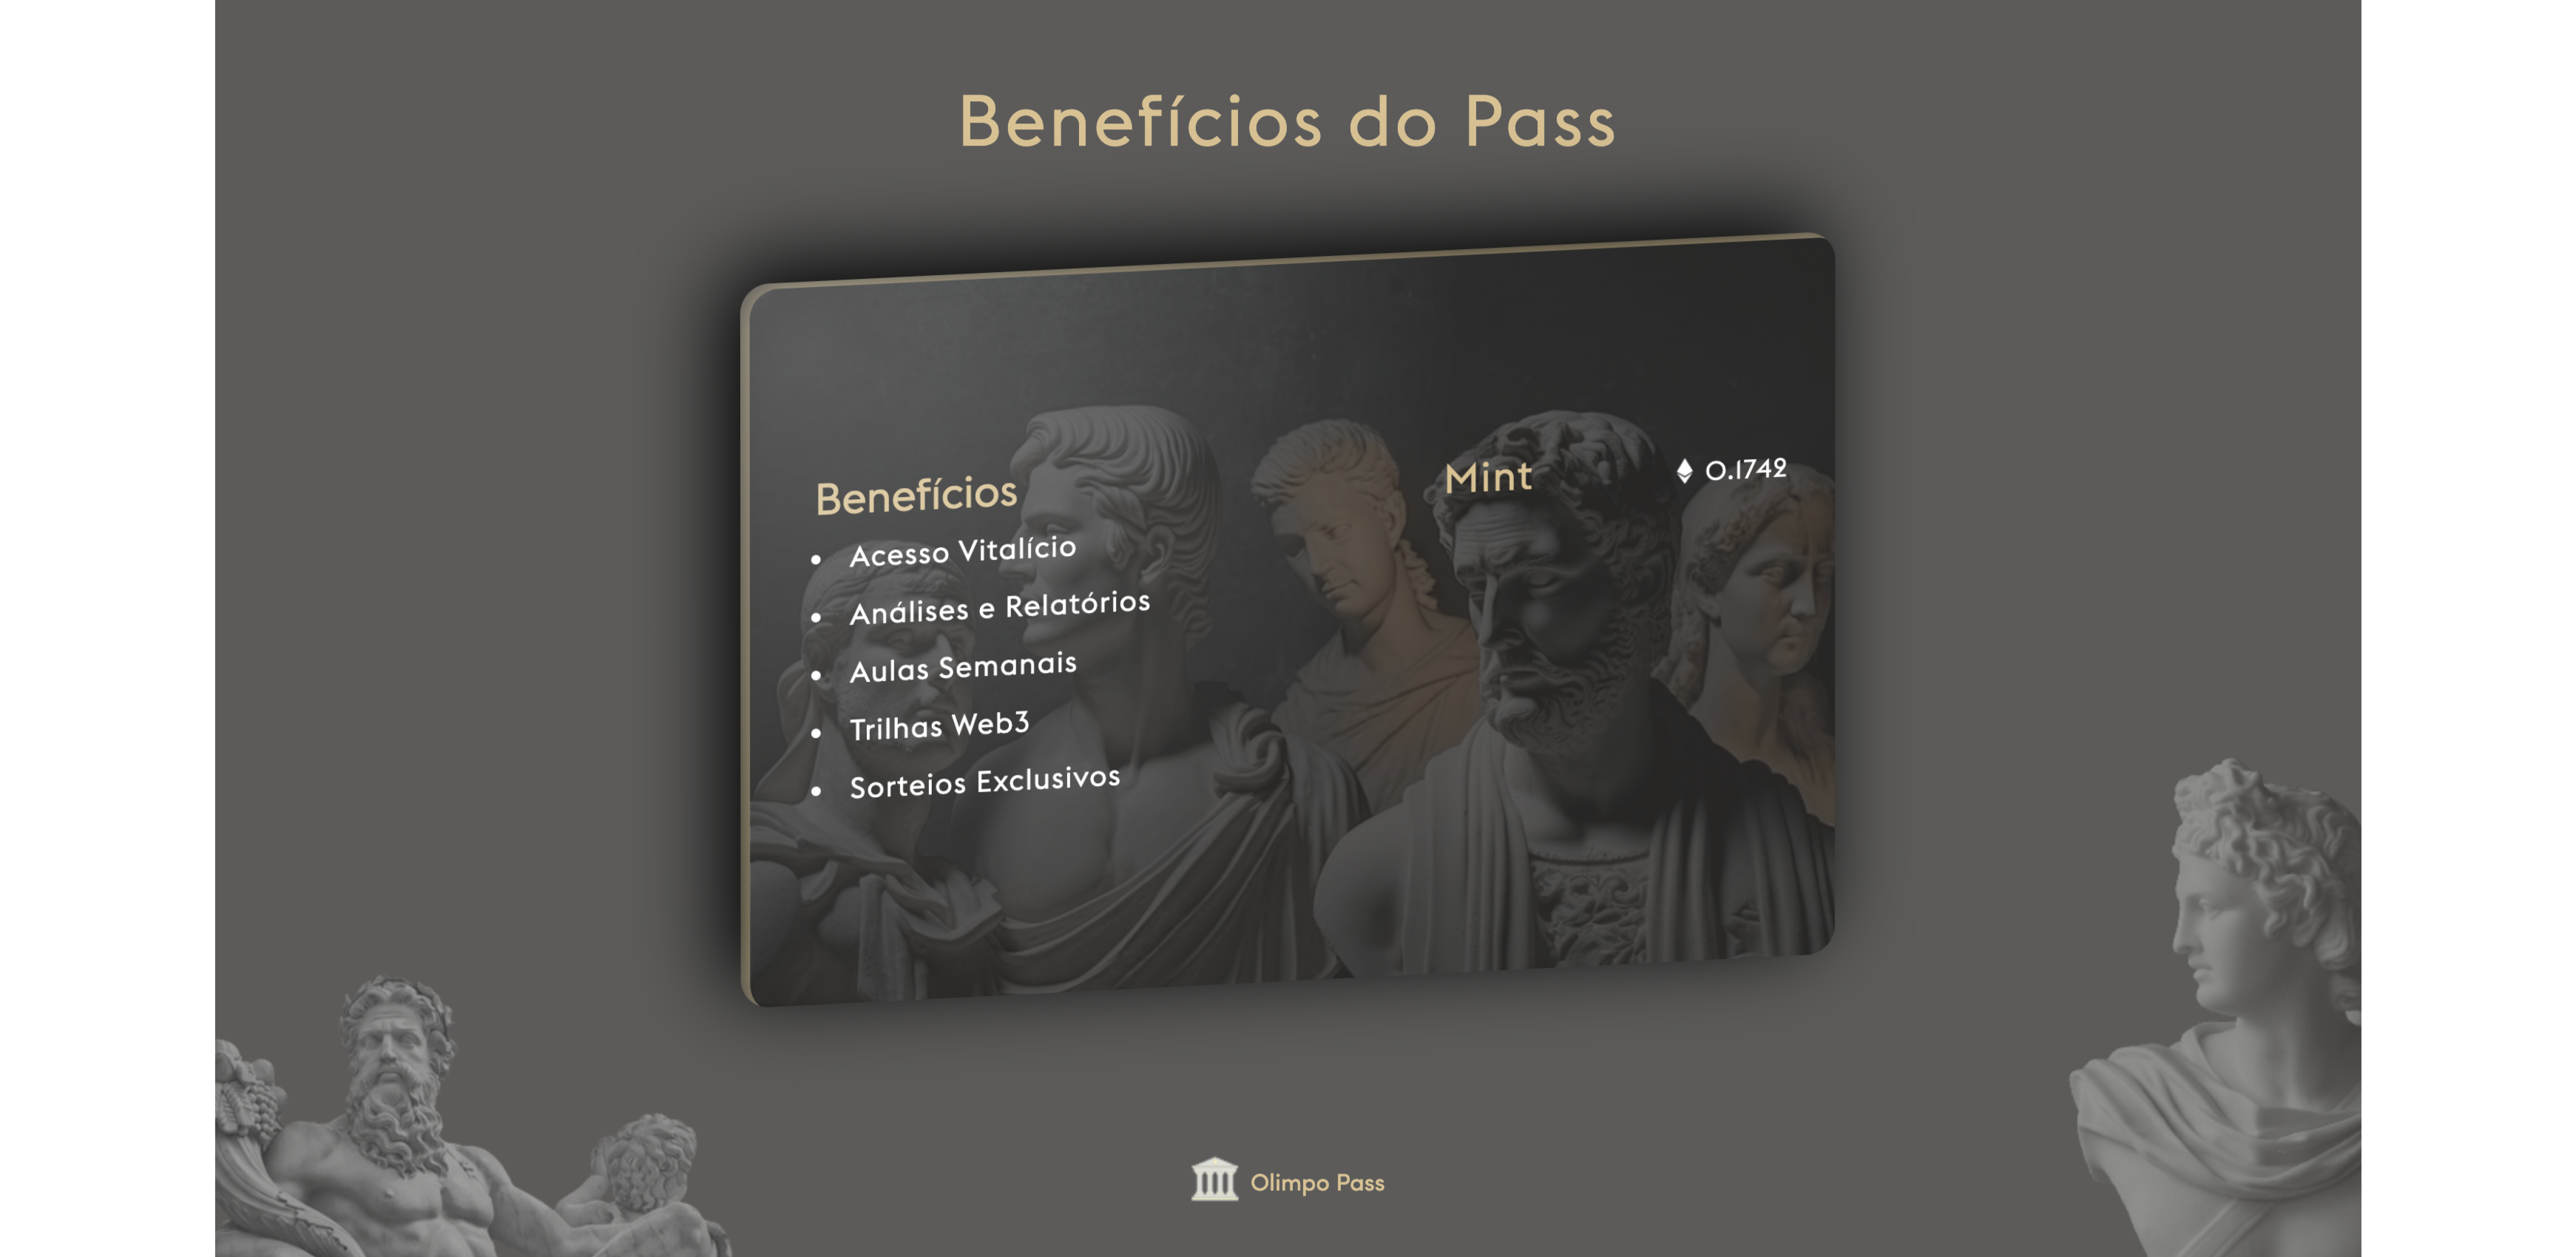 Benefícios do Pass
Benefícios
Acesso Vitalício
Análises e Relatórios
Aulas Semanais
Trilhas Web3
Sorteios Exclusivos
Mint
0.1742
Olimpo Pass